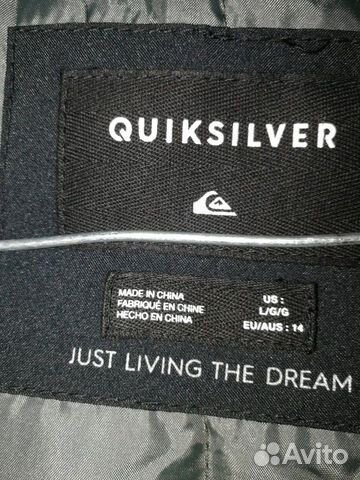 QUIKSILVER
MADE IN CHINA
FABRIQUÉ EN CHINE
HECHO EN CHINA
US :
L/G/G
EU/AUS : 14
JUST LIVING THE DREAM
Avito